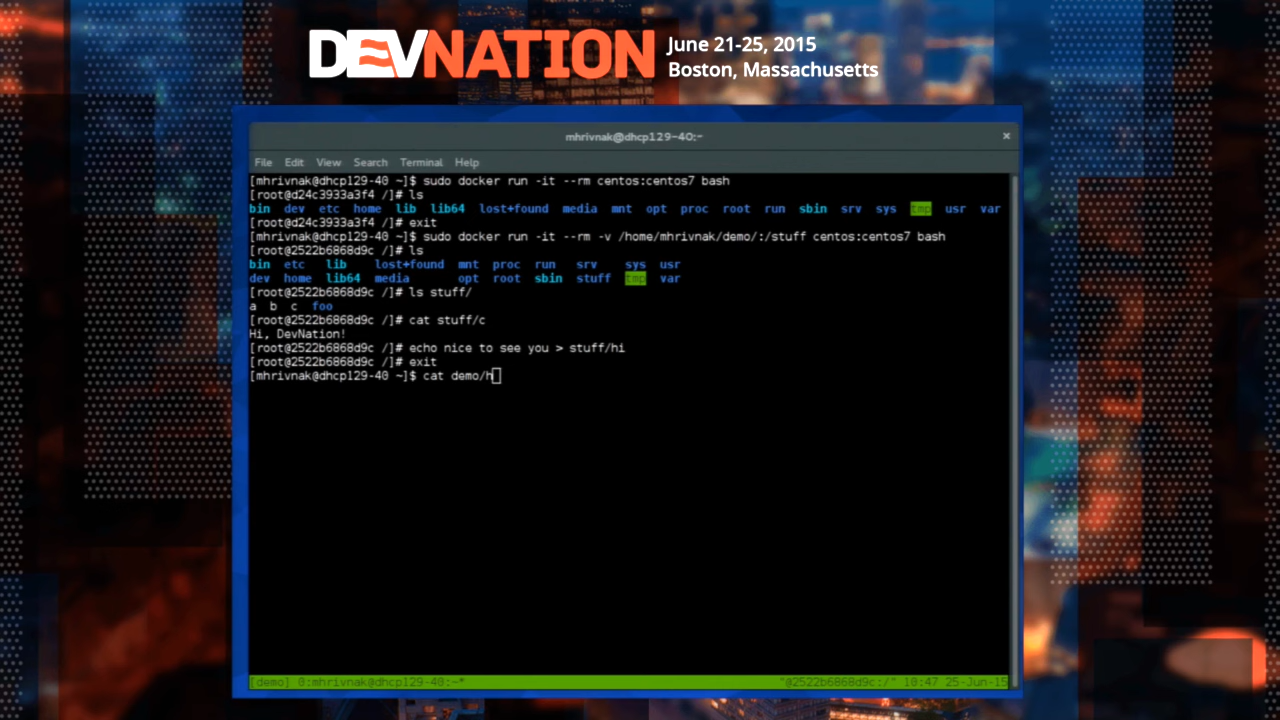 DEVNATION
June 21-25, 2015
Boston, Massachusetts
mhrivnak@dhcp129-40:~
File Edit View Search Terminal Help
[mhrivnak@dhcp129-40 ~]$ sudo docker run -it --rm centos:centos7 bash
[root@d24c3933a3f4 /]# ls
bin dev etc home lib lib64 lost+found media mnt opt proc root run sbin srv sys tmp usr var
[root@d24c3933a3f4 /]# exit
[mhrivnak@dhcp129-40 ~]$ sudo docker run -it --rm -v /home/mhrivnak/demo/:/stuff centos:centos7 bash
[root@2522b6868d9c /]# ls
bin etc lib lost+found mnt proc run srv sys usr
dev home lib64 media opt root sbin stuff tmp var
[root@2522b6868d9c /]# ls stuff/
a b c foo
[root@2522b6868d9c /]# cat stuff/c
Hi, DevNation!
[root@2522b6868d9c /]# echo nice to see you > stuff/hi
[root@2522b6868d9c /]# exit
[mhrivnak@dhcp129-40 ~]$ cat demo/h
[demo] 0:mhrivnak@dhcp129-40:~* "@2522b6868d9c:/" 10:47 25-Jun-15